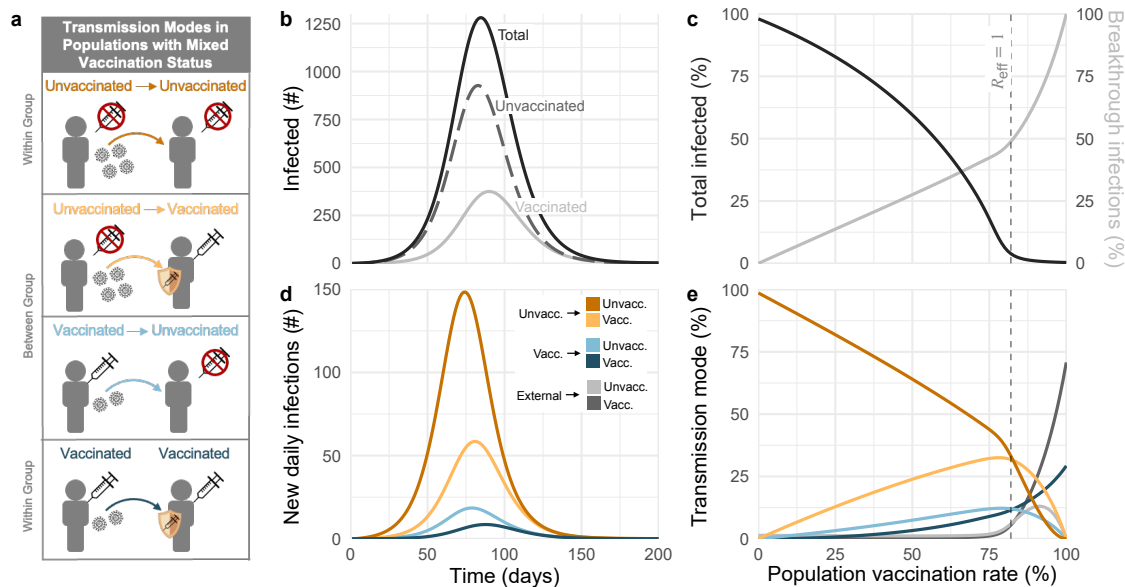 a
Transmission Modes in
Populations with Mixed
Vaccination Status
Within Group
Unvaccinated → Unvaccinated
Between Group
Unvaccinated → Vaccinated
Vaccinated → Unvaccinated
Within Group
Vaccinated Vaccinated
b
Infected (#)
1250
1000
750
500
250
0
Total
Unvaccinated
Vaccinated
c
Total infected (%)
100
75
50
25
0
R_eff = 1
100
75
50
25
0
Breakthrough
infections (%)
d
New daily infections (#)
150
100
50
0
Unvacc. → Unvacc.
Vacc.
Vacc. → Unvacc.
Vacc.
External → Unvacc.
Vacc.
0 50 100 150 200
Time (days)
e
Transmission mode
(%)
100
75
50
25
0
0 25 50 75 100
Population vaccination rate (%)